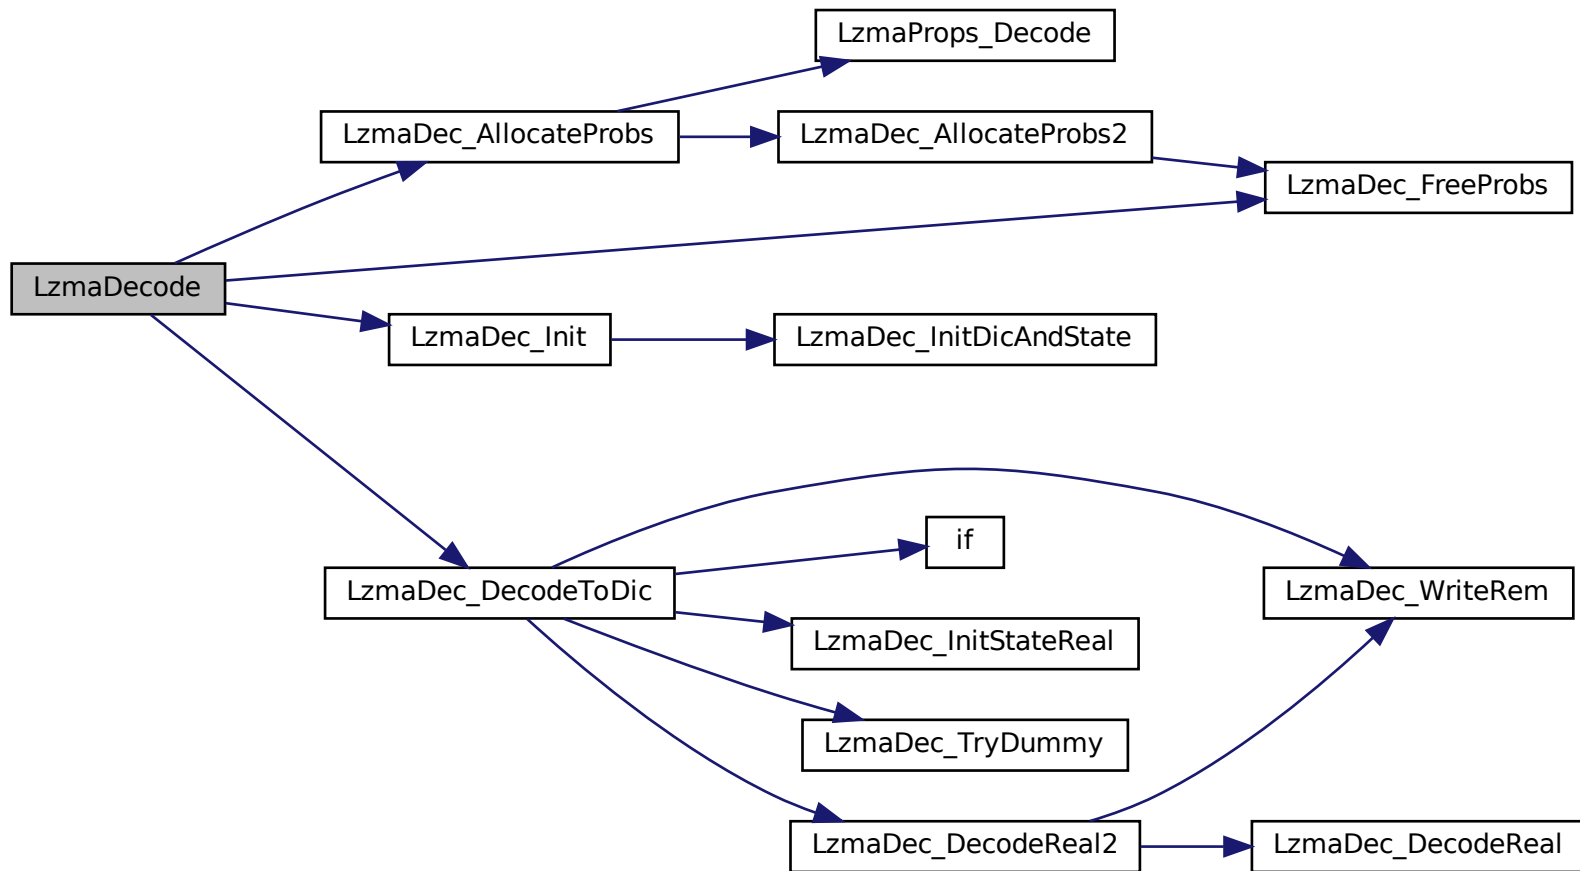 LzmaProps_Decode
LzmaDec_AllocateProbs
LzmaDec_AllocateProbs2
LzmaDec_FreeProbs
LzmaDecode
LzmaDec_Init
LzmaDec_InitDicAndState
if
LzmaDec_DecodeToDic
LzmaDec_WriteRem
LzmaDec_InitStateReal
LzmaDec_TryDummy
LzmaDec_DecodeReal2
LzmaDec_DecodeReal